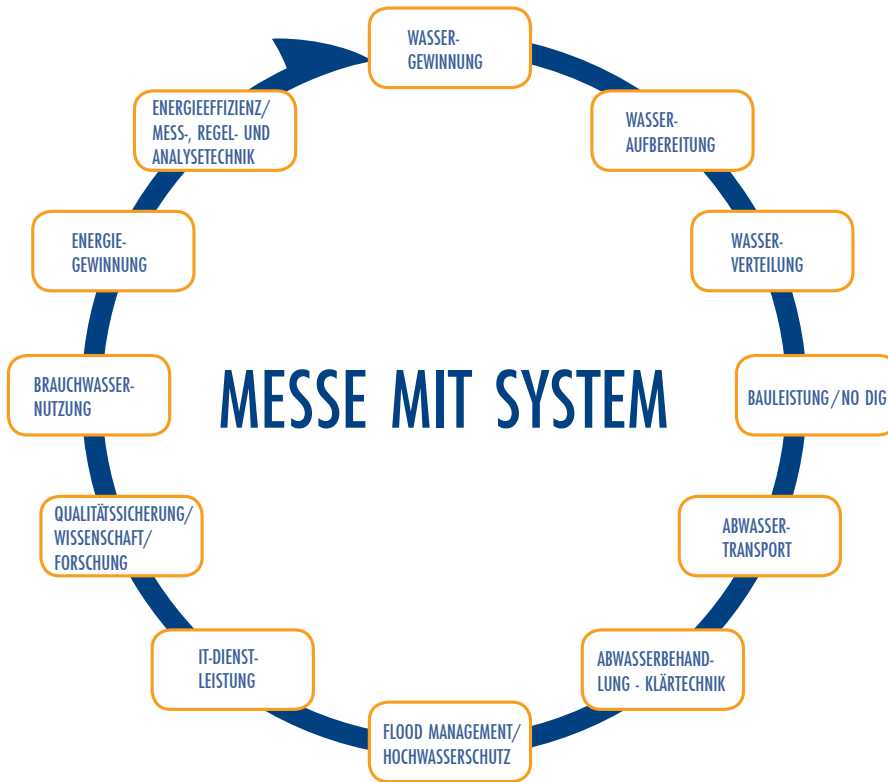 WASSER-
GEWINNUNG
WASSER-
AUFBEREITUNG
WASSER-
VERTEILUNG
BAULEISTUNG/NO DIG
ABWASSER-
TRANSPORT
ABWASSERBEHAND-
LUNG - KLÄRTECHNIK
FLOOD MANAGEMENT/
HOCHWASSERSCHUTZ
IT-DIENST-
LEISTUNG
QUALITÄTSSICHERUNG/
WISSENSCHAFT/
FORSCHUNG
BRAUCHWASSER-
NUTZUNG
ENERGIE-
GEWINNUNG
ENERGIEEFFIZIENZ/
MESS-, REGEL- UND
ANALYSETECHNIK
MESSE MIT SYSTEM